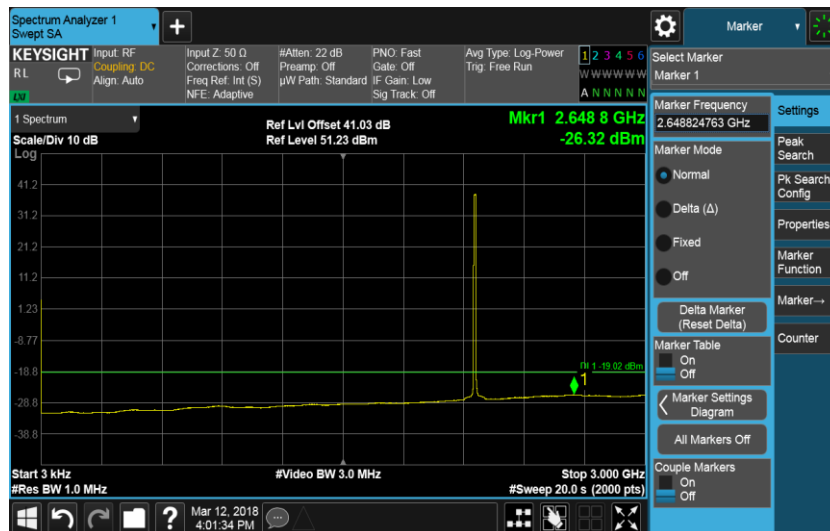 Spectrum Analyzer 1
Swept SA
+
Marker
KEYSIGHT
RL
LXI
Input: RF
Coupling: DC
Align: Auto
Input Z: 50 Ω
Corrections: Off
Freq Ref: Int (S)
NFE: Adaptive
#Atten: 22 dB
Preamp: Off
µW Path: Standard
PNO: Fast
Gate: Off
IF Gain: Low
Sig Track: Off
Avg Type: Log-Power
Trig: Free Run
1 2 3 4 5 6
W W W W W W
A N N N N N
Select Marker
Marker 1
1 Spectrum
Scale/Div 10 dB
Log
Ref Lvl Offset 41.03 dB
Ref Level 51.23 dBm
Mkr1 2.648 8 GHz
-26.32 dBm
41.2
31.2
21.2
11.2
1.23
-8.77
-18.8
-28.8
-38.8
DL1 -19.02 dBm
1
Start 3 kHz
#Res BW 1.0 MHz
#Video BW 3.0 MHz
Stop 3.000 GHz
#Sweep 20.0 s (2000 pts)
Marker Frequency
2.648824763 GHz
Marker Mode
Normal
Delta (Δ)
Fixed
Off
Delta Marker
(Reset Delta)
Marker Table
On
Off
Marker Settings
Diagram
All Markers Off
Couple Markers
On
Off
Settings
Peak
Search
Pk Search
Config
Properties
Marker
Function
Marker→
Counter
?
Mar 12, 2018
4:01:34 PM